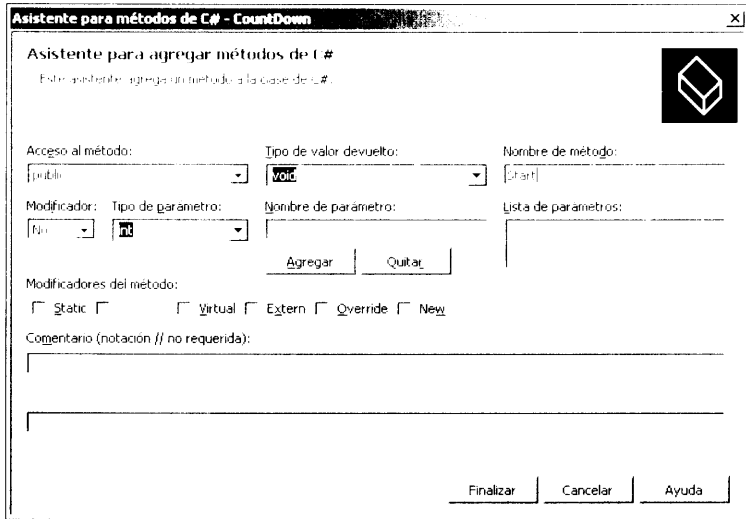 Asistente para métodos de C# - CountDown
Asistente para agregar métodos de C#
Este asistente agrega un método a la clase de C#.
Acceso al método: Tipo de valor devuelto: Nombre de método:
public void Start
Modificador: Tipo de parámetro: Nombre de parámetro: Lista de parámetros:
No int
Agregar Quitar
Modificadores del método:
Static Virtual Extern Override New
Comentario (notación // no requerida):
Finalizar Cancelar Ayuda